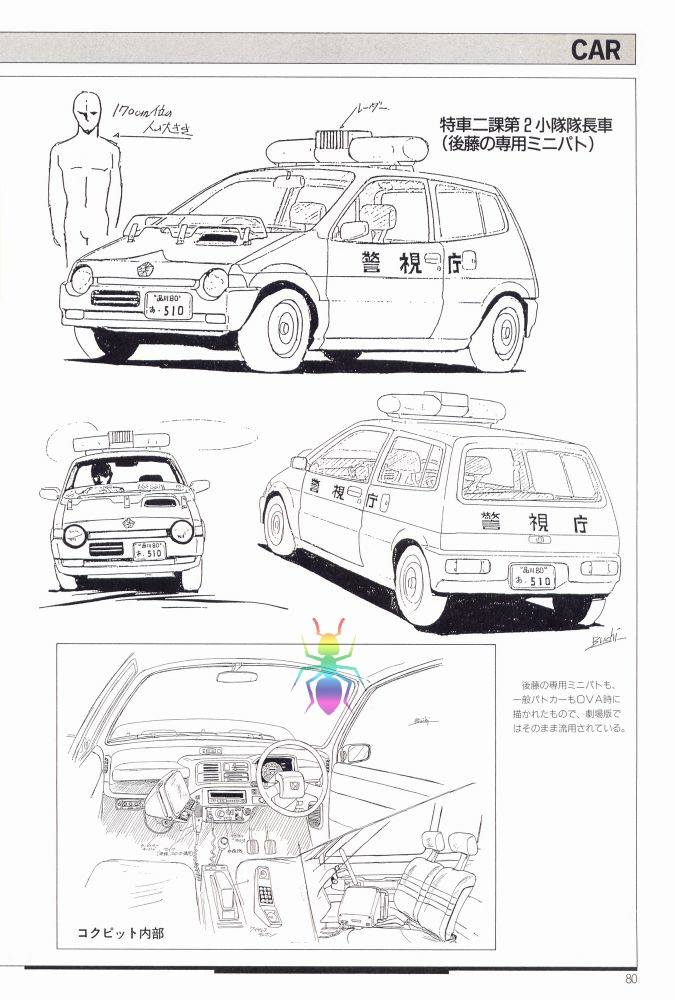 CAR
170cm位の
人の大きさ
レーダー
特車二課第2小隊隊長車
(後藤の専用ミニパト)
警視庁
"品川80"
あ・510
"品川80"
あ・510
警視庁
警視庁
"品川80"
あ・510
Buchi
後藤の専用ミニパトも、
一般パトカーもOVA時に
描かれたもので、劇場版で
はそのまま流用されている。
Buchi
コクピット内部
80